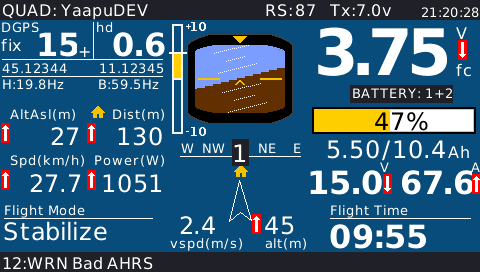 QUAD: YaapuDEV RS:87 Tx:7.0v 21:20:28
DGPS hd +10 V
fix 15+ 0.6 3.75 fc
45.12344 11.12345
H:19.8Hz B:59.5Hz
BATTERY: 1+2
AltAsl(m) Dist(m) 47%
27 130 -10
W NW 1 NE E 5.50/10.4Ah
Spd(km/h) Power(W) V A
27.7 1051 15.0 67.6
Flight Mode 2.4 45 Flight Time
Stabilize vspd(m/s) alt(m) 09:55
12:WRN Bad AHRS